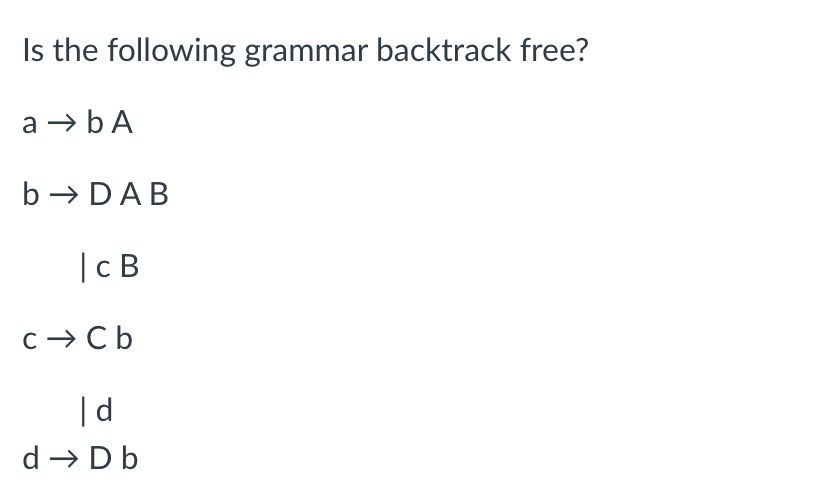 Is the following grammar backtrack free?
a → b A
b → D A B
| c B
c → C b
| d
d → D b